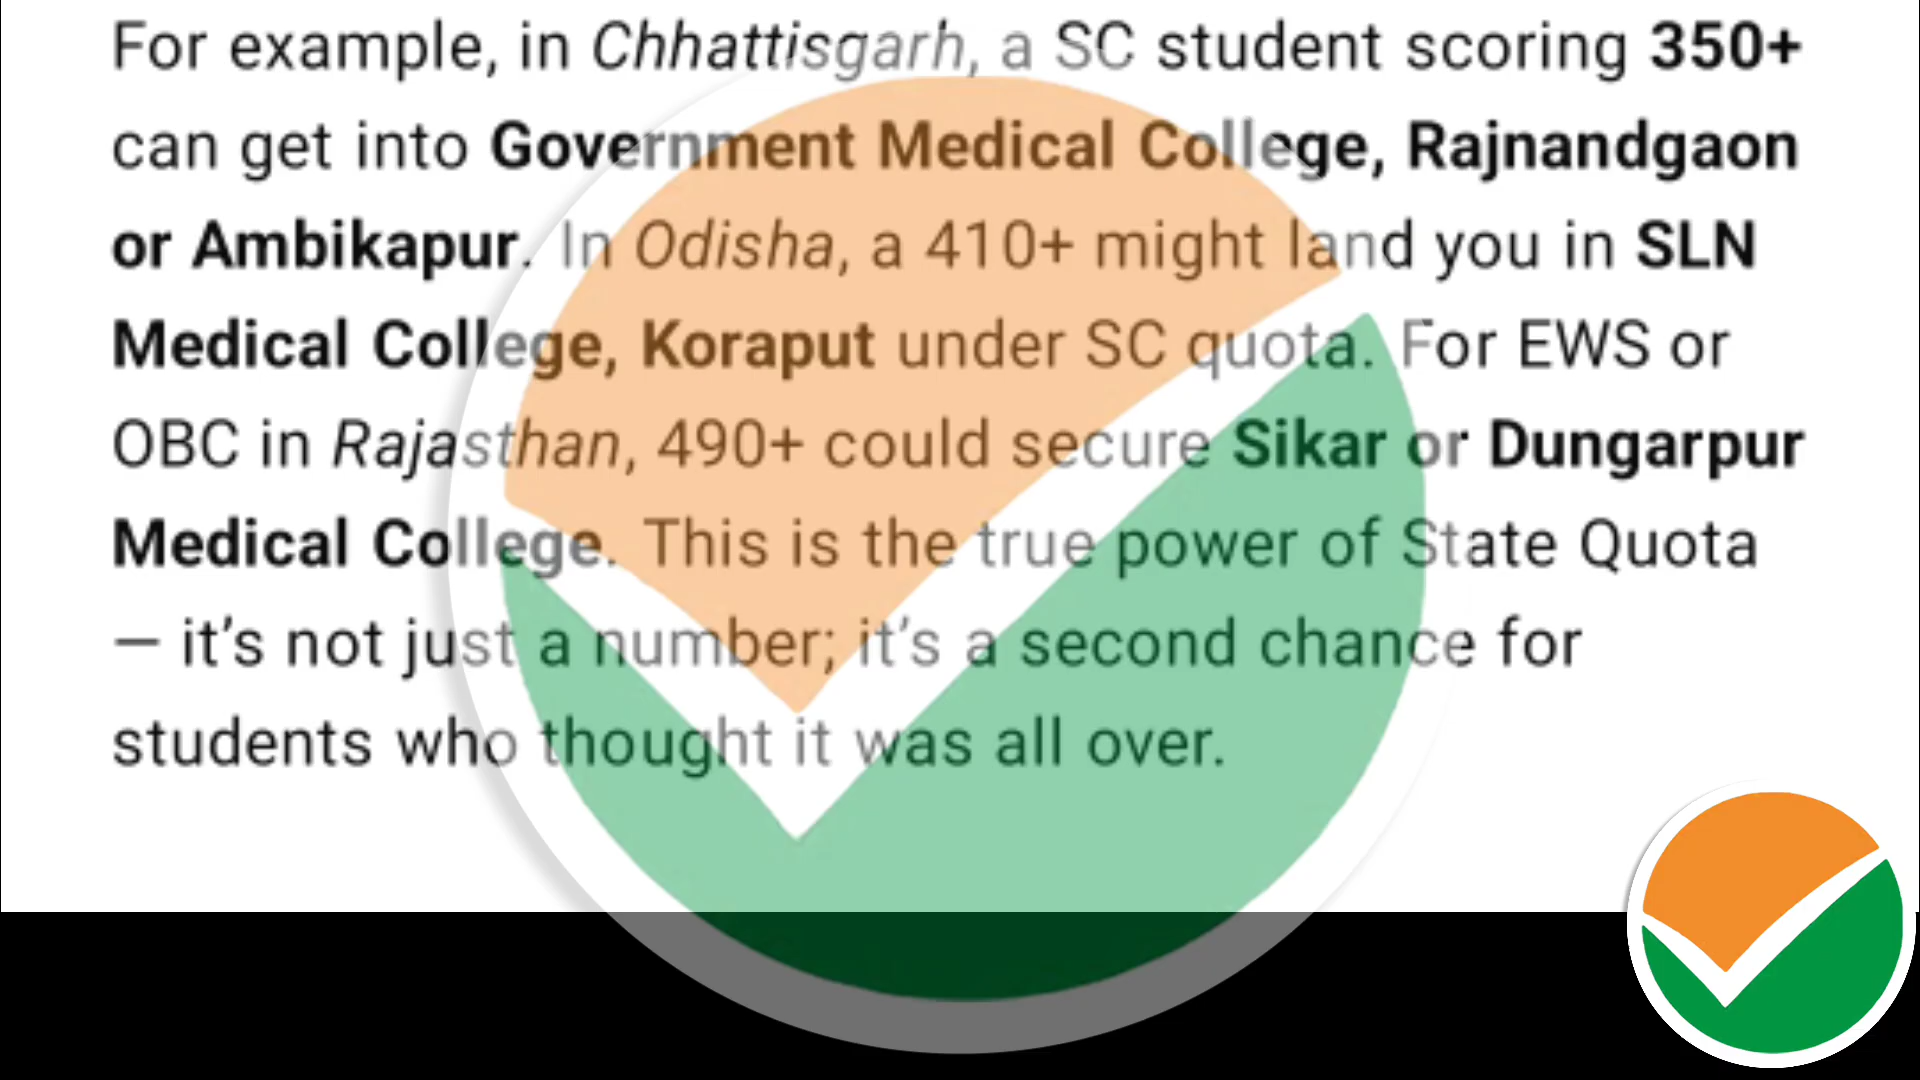 For example, in Chhattisgarh, a SC student scoring 350+
can get into Government Medical College, Rajnandgaon
or Ambikapur. In Odisha, a 410+ might land you in SLN
Medical College, Koraput under SC quota. For EWS or
OBC in Rajasthan, 490+ could secure Sikar or Dungarpur
Medical College. This is the true power of State Quota
— it’s not just a number; it’s a second chance for
students who thought it was all over.